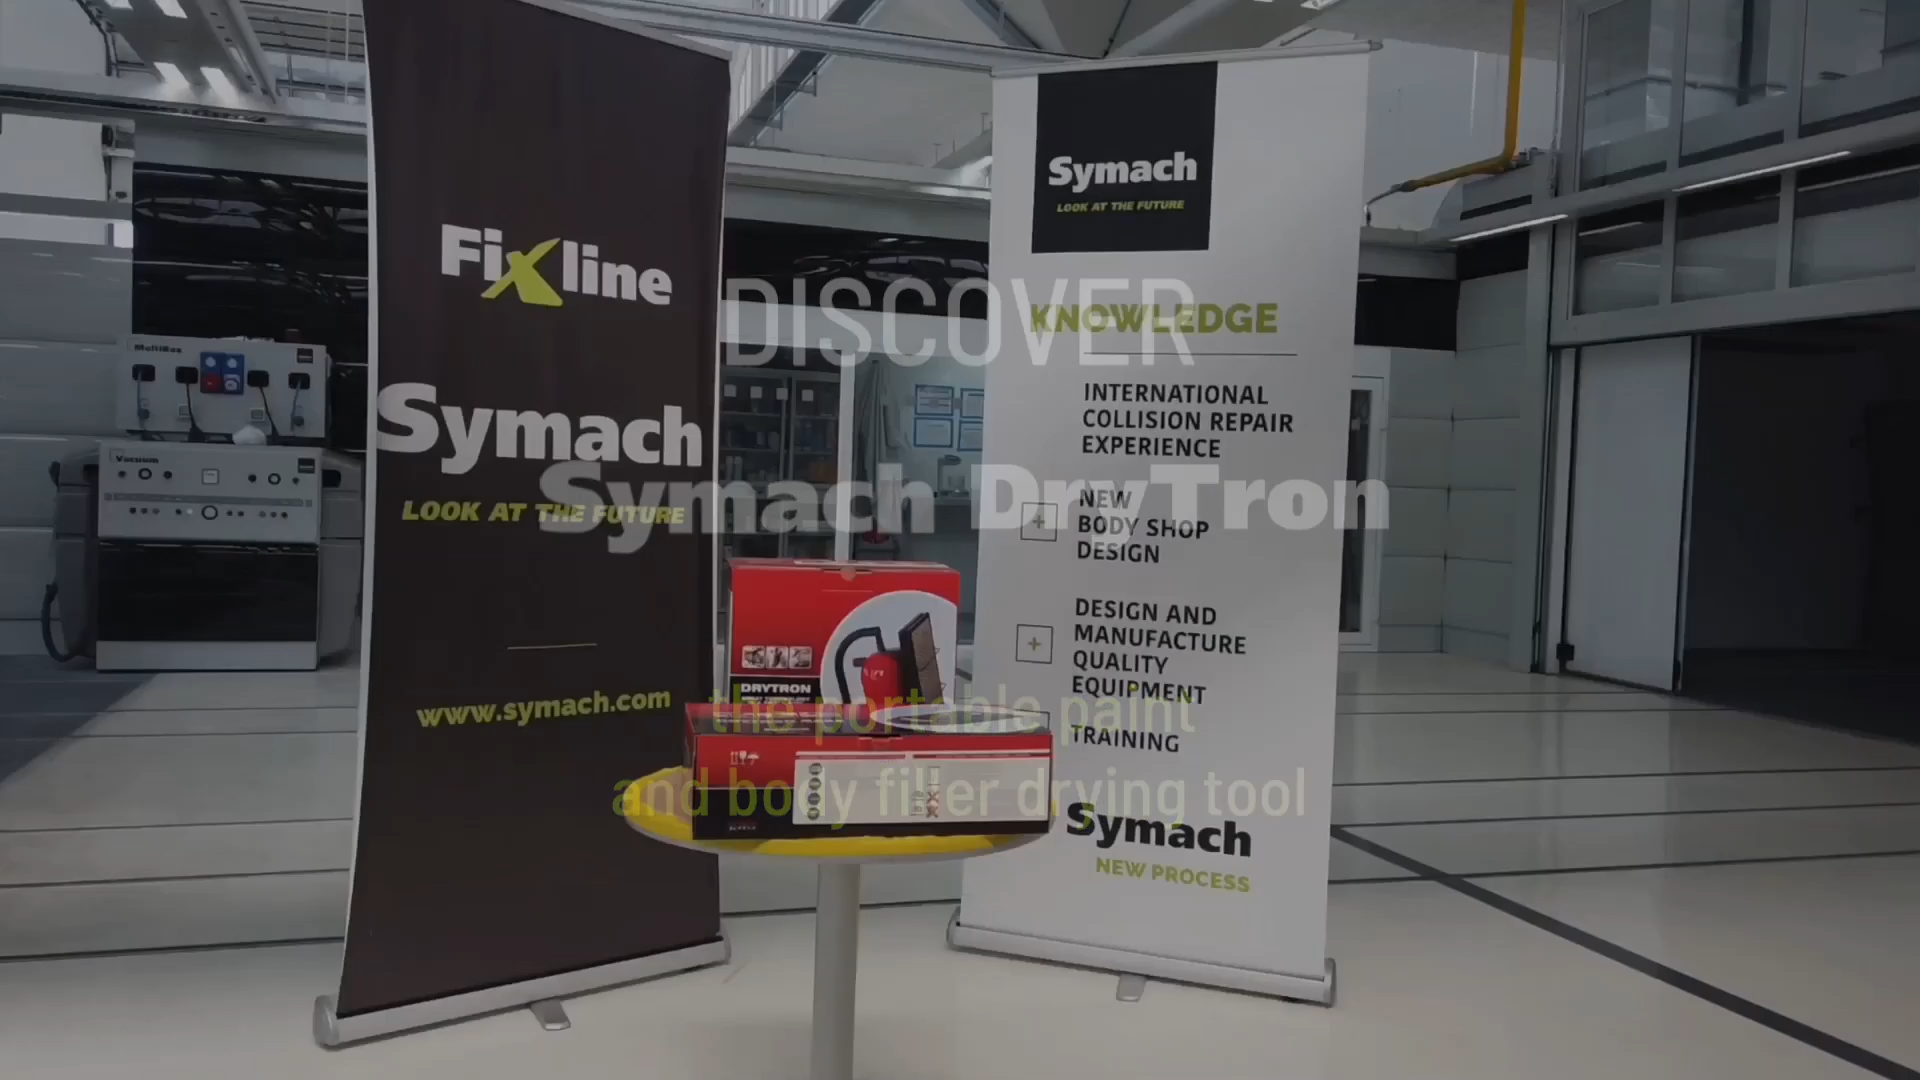 Fixline
Symach
LOOK AT THE FUTURE
www.symach.com
Symach
LOOK AT THE FUTURE
KNOWLEDGE
INTERNATIONAL
COLLISION REPAIR
EXPERIENCE
NEW
BODY SHOP
DESIGN
DESIGN AND
MANUFACTURE
QUALITY
EQUIPMENT
TRAINING
Symach
NEW PROCESS
DISCOVER
Symach DryTron
the portable paint
and body filler drying tool
MultiBox
Vacuum
DRYTRON